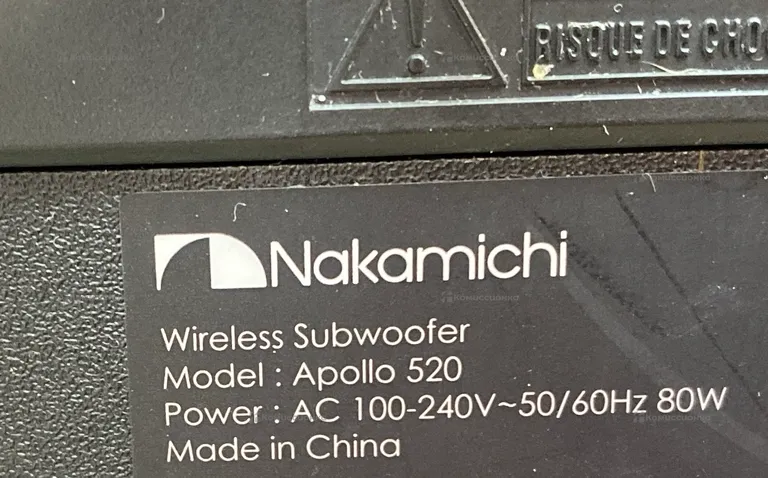 RISQUE DE CHO
Nakamichi
Wireless Subwoofer
Model : Apollo 520
Power : AC 100-240V~50/60Hz 80W
Made in China